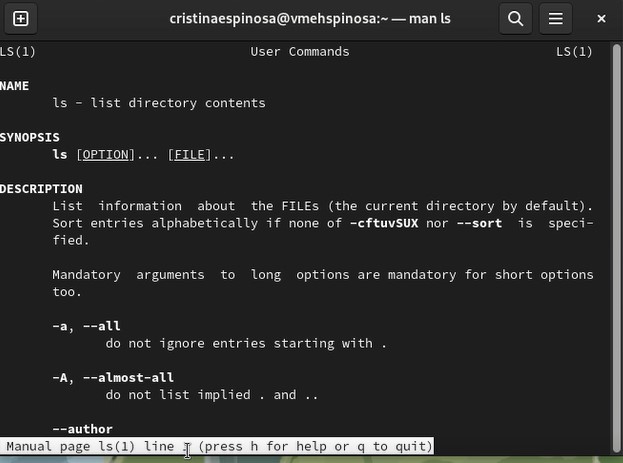 cristinaespinosa@vmehspinosa:~ — man ls
LS(1) User Commands LS(1)
NAME
ls - list directory contents
SYNOPSIS
ls [OPTION]... [FILE]...
DESCRIPTION
List information about the FILEs (the current directory by default).
Sort entries alphabetically if none of -cftuvSUX nor --sort is speci-
fied.
Mandatory arguments to long options are mandatory for short options
too.
-a, --all
do not ignore entries starting with .
-A, --almost-all
do not list implied . and ..
--author
Manual page ls(1) line (press h for help or q to quit)